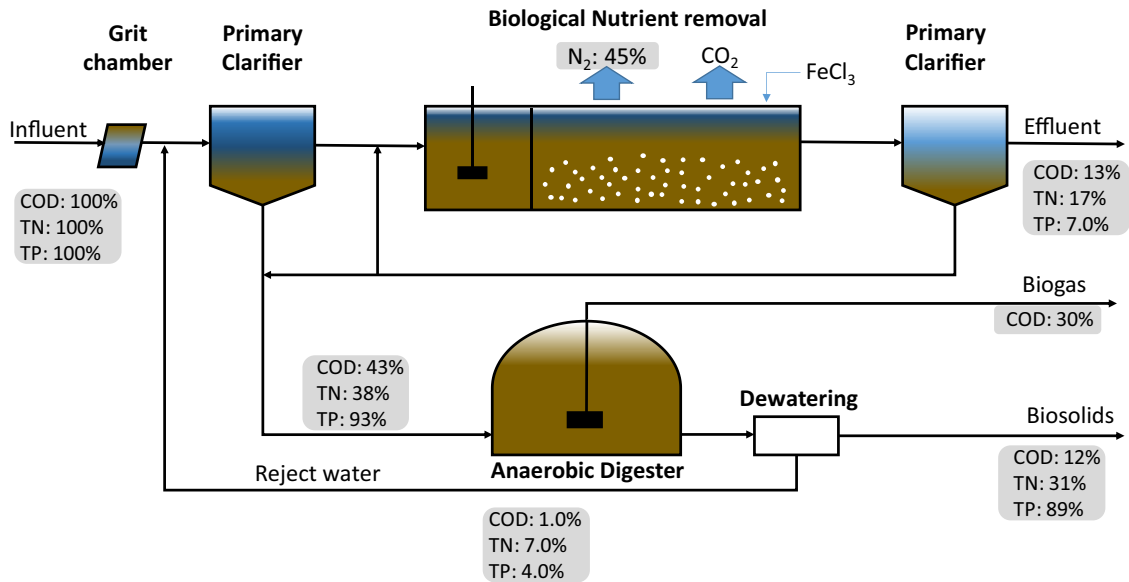 Biological Nutrient removal
Grit
chamber
Primary
Clarifier
N₂: 45%
CO₂
FeCl₃
Primary
Clarifier
Influent
Effluent
COD: 100%
TN: 100%
TP: 100%
COD: 13%
TN: 17%
TP: 7.0%
Biogas
COD: 30%
COD: 43%
TN: 38%
TP: 93%
Dewatering
Biosolids
Anaerobic Digester
Reject water
COD: 12%
TN: 31%
TP: 89%
COD: 1.0%
TN: 7.0%
TP: 4.0%